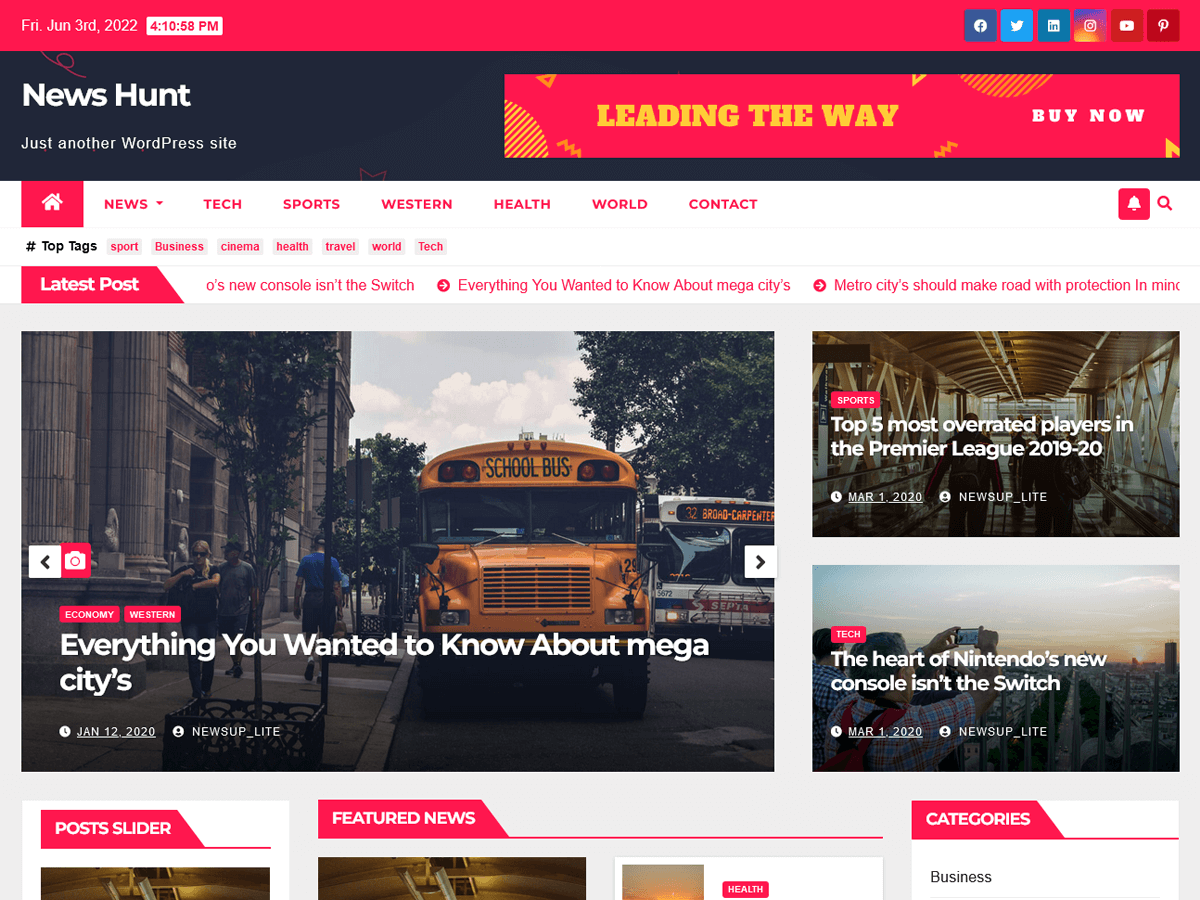 Fri. Jun 3rd, 2022 4:10:58 PM
News Hunt
Just another WordPress site
LEADING THE WAY
BUY NOW
NEWS TECH SPORTS WESTERN HEALTH WORLD CONTACT
# Top Tags sport Business cinema health travel world Tech
Latest Post
o’s new console isn’t the Switch Everything You Wanted to Know About mega city’s Metro city’s should make road with protection In
SCHOOL BUS
32 BROAD-CARPENTER
29
5672
SEPTA
ECONOMY WESTERN
Everything You Wanted to Know About mega
city’s
JAN 12, 2020 NEWSUP_LITE
SPORTS
Top 5 most overrated players in
the Premier League 2019-20
MAR 1, 2020 NEWSUP_LITE
TECH
The heart of Nintendo’s new
console isn’t the Switch
MAR 1, 2020 NEWSUP_LITE
POSTS SLIDER
FEATURED NEWS
HEALTH
CATEGORIES
Business